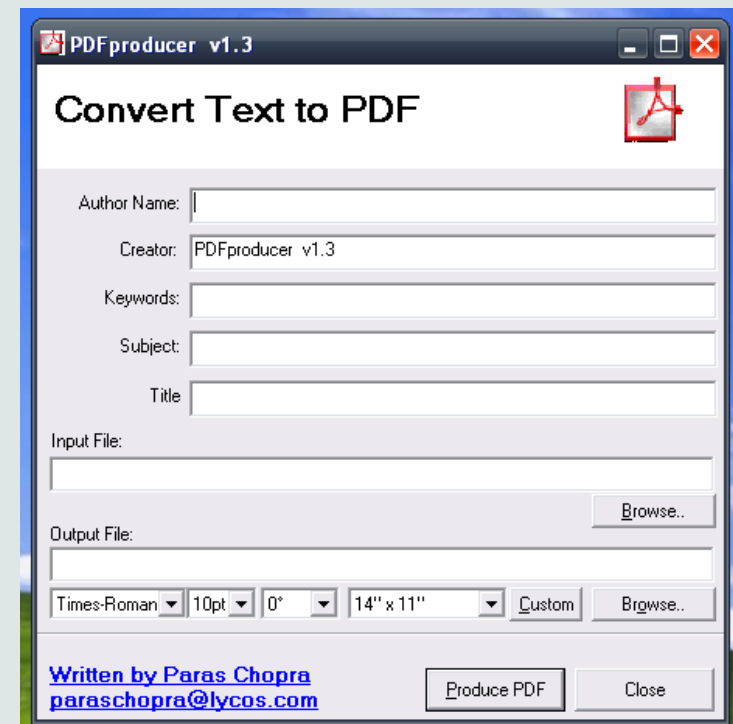 PDFproducer v1.3
Convert Text to PDF
Author Name:
Creator: PDFproducer v1.3
Keywords:
Subject:
Title
Input File:
Browse..
Output File:
Times-Roman 10pt 0° 14" x 11" Custom Browse..
Written by Paras Chopra
paraschopra@lycos.com
Produce PDF Close